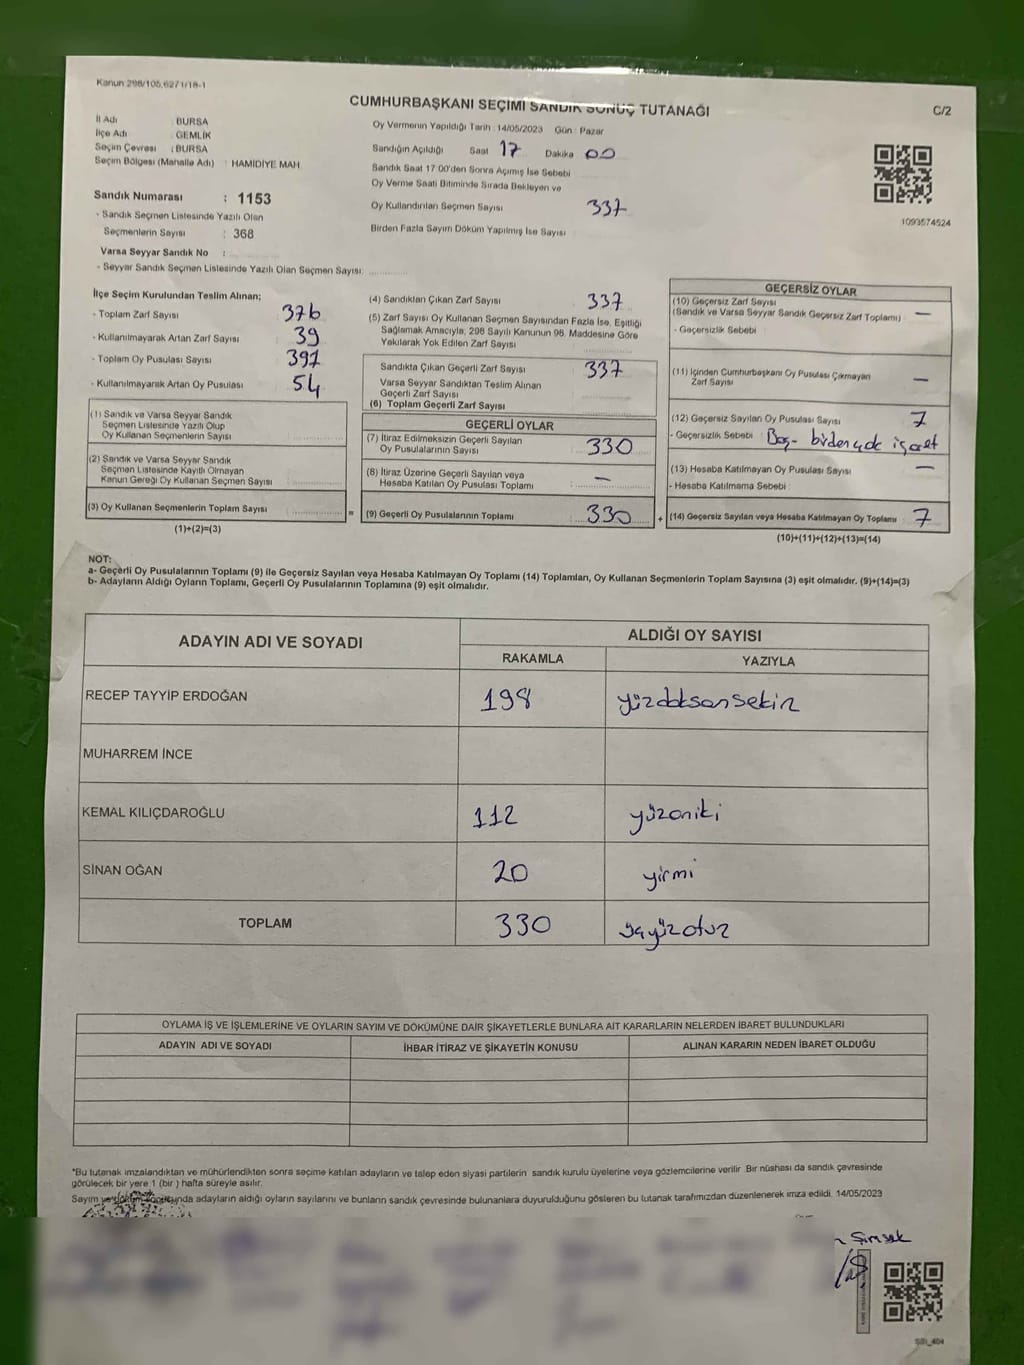 Kanun 298/105,627 1/18-1
CUMHURBAŞKANI SEÇİMİ SANDIK SONUÇ TUTANAĞI
C/2
İl Adı : BURSA
İlçe Adı : GEMLİK
Seçim Çevresi : BURSA
Seçim Bölgesi (Mahalle Adı) : HAMIDIYE MAH
Sandık Numarası : 1153
- Sandık Seçmen Listesinde Yazılı Olan
Seçmenlerin Sayısı : 368
Varsa Seyyar Sandık No :
- Seyyar Sandık Seçmen Listesinde Yazılı Olan Seçmen Sayısı:
Oy Vermenin Yapıldığı Tarih : 14/05/2023 Gün : Pazar
Sandığın Açıldığı Saat 17 Dakika 00
Sandık Saat 17 00'den Sonra Açımış İse Sebebi
Oy Verme Saati Bitiminde Sırada Bekleyen ve
Oy Kullandırılan Seçmen Sayısı 337
Birden Fazla Sayım Döküm Yapılmış İse Sayısı
1093574524
İlçe Seçim Kurulundan Teslim Alınan;
- Toplam Zarf Sayısı 376
- Kullanılmayarak Artan Zarf Sayısı 39
- Toplam Oy Pusulası Sayısı 391
- Kullanılmayarak Artan Oy Pusulası 54
(1) Sandık ve Varsa Seyyar Sandık
Seçmen Listesinde Yazılı Olup
Oy Kullanan Seçmenlerin Sayısı
(2) Sandık ve Varsa Seyyar Sandık
Seçmen Listesinde Kayıtlı Olmayan
Kanun Gereği Oy Kullanan Seçmen Sayısı
(3) Oy Kullanan Seçmenlerin Toplam Sayısı
(1)+(2)=(3)
(4) Sandıktan Çıkan Zarf Sayısı 337
(5) Zarf Sayısı Oy Kullanan Seçmen Sayısından Fazla İse, Eşitliği
Sağlamak Amacıyla, 298 Sayılı Kanunun 98. Maddesine Göre
Yakılarak Yok Edilen Zarf Sayısı
Sandıkta Çıkan Geçerli Zarf Sayısı 337
Varsa Seyyar Sandıktan Teslim Alınan
Geçerli Zarf Sayısı
(6) Toplam Geçerli Zarf Sayısı
GEÇERLİ OYLAR
(7) İtiraz Edilmeksizin Geçerli Sayılan
Oy Pusulalarının Sayısı 330
(8) İtiraz Üzerine Geçerli Sayılan veya
Hesaba Katılan Oy Pusulası Toplamı —
= (9) Geçerli Oy Pusulalarının Toplamı 330
GEÇERSİZ OYLAR
(10) Geçersiz Zarf Sayısı
(Sandık ve Varsa Seyyar Sandık Geçersiz Zarf Toplamı) —
- Geçersizlik Sebebi :
(11) İçinden Cumhurbaşkanı Oy Pusulası Çıkmayan
Zarf Sayısı —
(12) Geçersiz Sayılan Oy Pusulası Sayısı 7
- Geçersizlik Sebebi : Boş - birden çok işaret
(13) Hesaba Katılmayan Oy Pusulası Sayısı —
- Hesaba Katılmama Sebebi :
+ (14) Geçersiz Sayılan veya Hesaba Katılmayan Oy Toplamı 7
(10)+(11)+(12)+(13)=(14)
NOT:
a- Geçerli Oy Pusulalarının Toplamı (9) ile Geçersiz Sayılan veya Hesaba Katılmayan Oy Toplamı (14) Toplamları, Oy Kullanan Seçmenlerin Toplam Sayısına (3) eşit olmalıdır. (9)+(14)=(3)
b- Adayların Aldığı Oyların Toplamı, Geçerli Oy Pusulalarının Toplamına (9) eşit olmalıdır.
ADAYIN ADI VE SOYADI
ALDIĞI OY SAYISI
RAKAMLA YAZIYLA
RECEP TAYYİP ERDOĞAN 198 yüzdoksansekiz
MUHARREM İNCE
KEMAL KILIÇDAROĞLU 112 yüzoniki
SİNAN OĞAN 20 yirmi
TOPLAM 330 üçyüzotuz
OYLAMA İŞ VE İŞLEMLERİNE VE OYLARIN SAYIM VE DÖKÜMÜNE DAİR ŞİKAYETLERLE BUNLARA AİT KARARLARIN NELERDEN İBARET BULUNDUKLARI
ADAYIN ADI VE SOYADI İHBAR İTİRAZ VE ŞİKAYETİN KONUSU ALINAN KARARIN NEDEN İBARET OLDUĞU
*Bu tutanak imzalandıktan ve mühürlendikten sonra seçime katılan adayların ve talep eden siyasi partilerin sandık kurulu üyelerine veya gözlemcilerine verilir Bir nüshası da sandık çevresinde
görülecek bir yere 1 (bir ) hafta süreyle asılır.
Sayım ve döküm sonucunda adayların aldığı oyların sayılarını ve bunların sandık çevresinde bulunanlara duyurulduğunu gösteren bu tutanak tarafımızdan düzenlenerek imza edildi. 14/05/2023
Şimşek